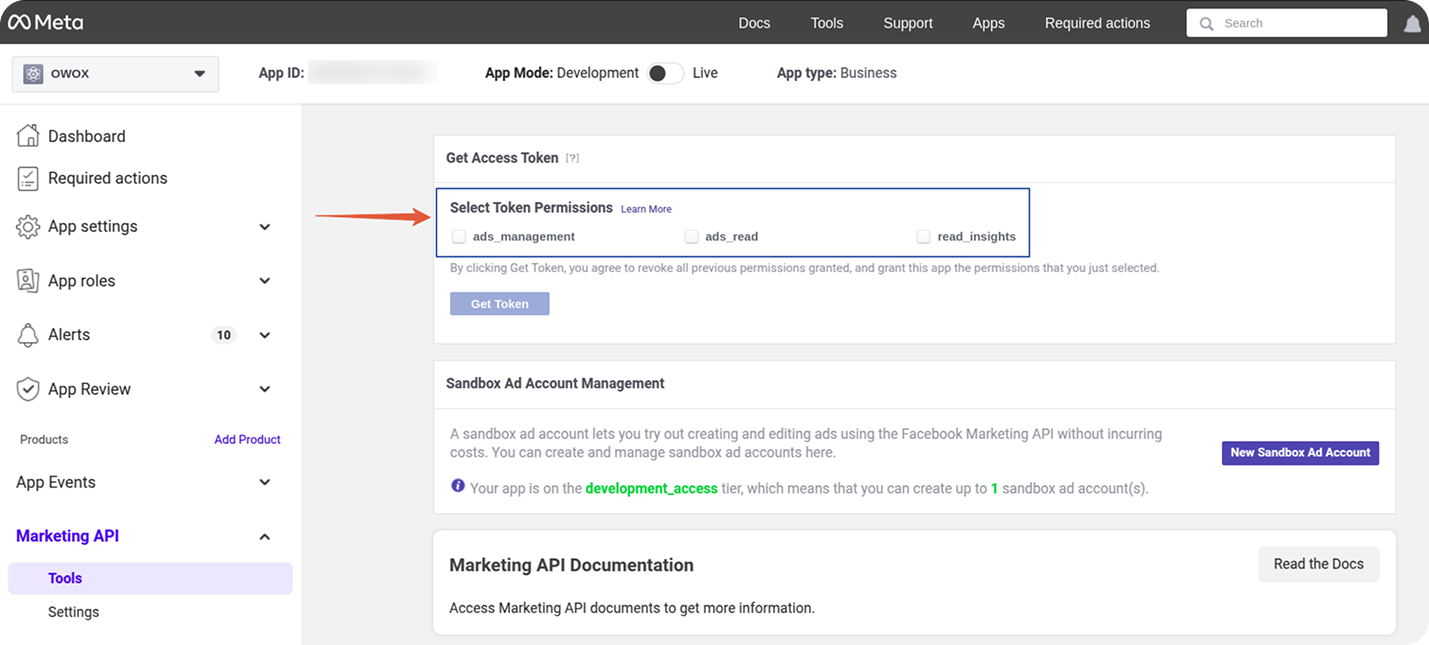 Meta
Docs Tools Support Apps Required actions Search
owox
App ID:
App Mode: Development Live
App type: Business
Dashboard
Required actions
App settings
App roles
Alerts 10
App Review
Products Add Product
App Events
Marketing API
Tools
Settings
Get Access Token [?]
Select Token Permissions Learn More
ads_management ads_read read_insights
By clicking Get Token, you agree to revoke all previous permissions granted, and grant this app the permissions that you just selected.
Get Token
Sandbox Ad Account Management
A sandbox ad account lets you try out creating and editing ads using the Facebook Marketing API without incurring
costs. You can create and manage sandbox ad accounts here.
New Sandbox Ad Account
Your app is on the development_access tier, which means that you can create up to 1 sandbox ad account(s).
Marketing API Documentation
Read the Docs
Access Marketing API documents to get more information.